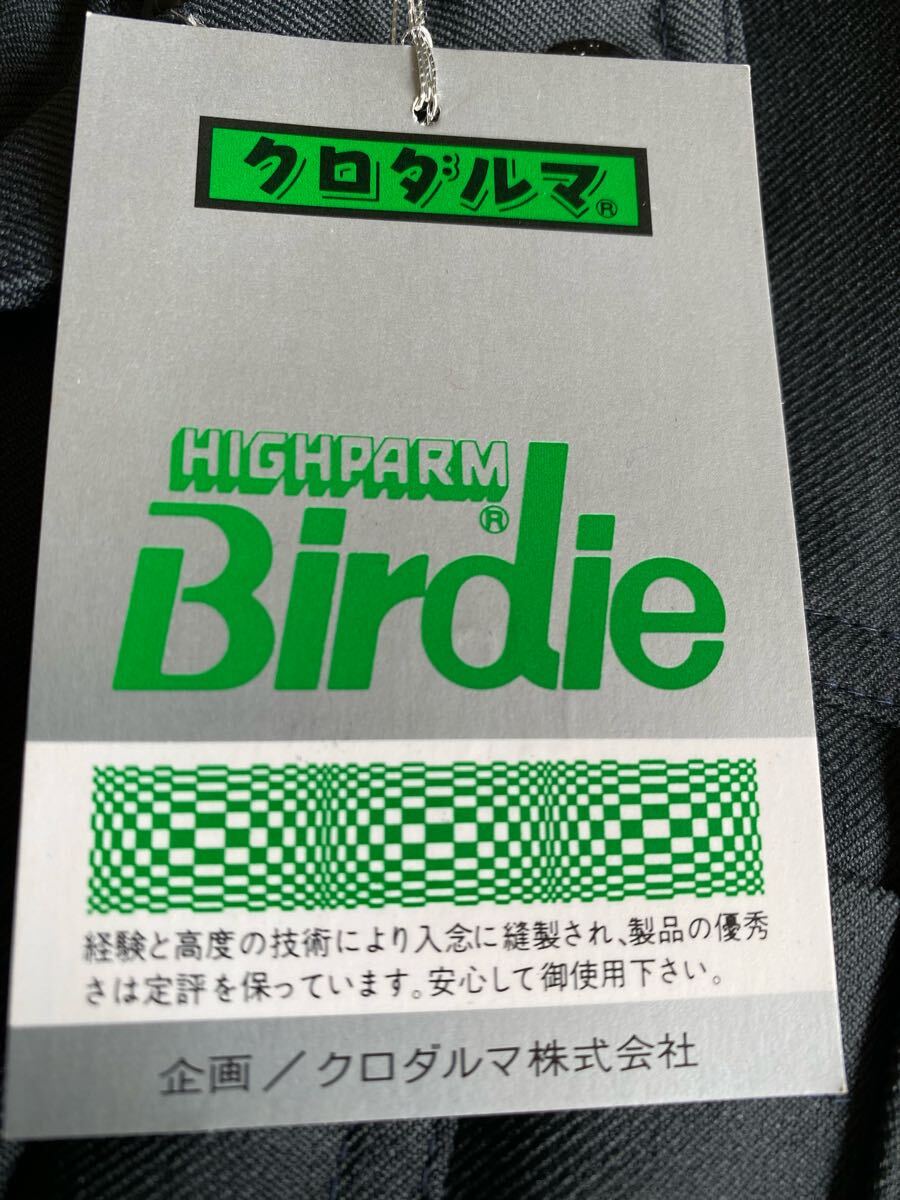 クロダルマ®
HIGHPARM
Birdie®
経験と高度の技術により入念に縫製され、製品の優秀
さは定評を保っています。安心して御使用下さい。
企画／クロダルマ株式会社